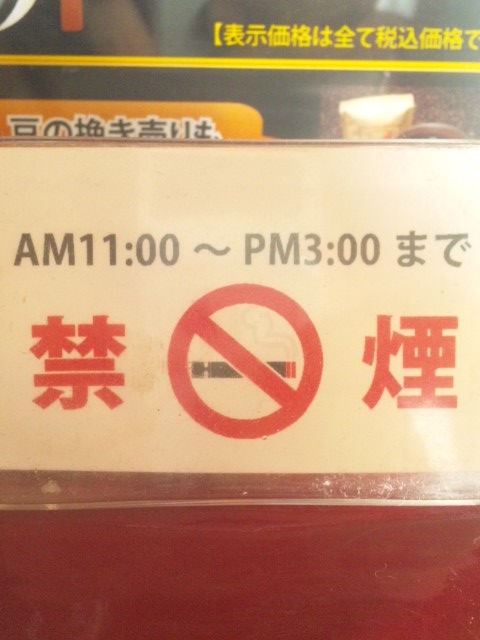 【表示価格は全て税込価格で
豆の挽き売りも、
AM11:00 ～ PM3:00 まで
禁 煙